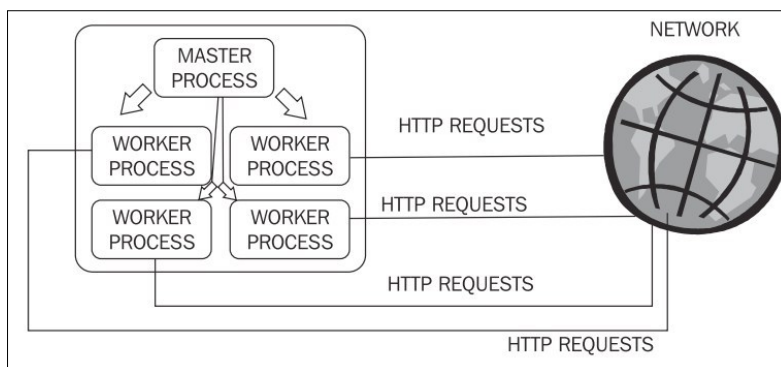 NETWORK
MASTER
PROCESS
HTTP REQUESTS
WORKER
PROCESS
WORKER
PROCESS
HTTP REQUESTS
WORKER
PROCESS
WORKER
PROCESS
HTTP REQUESTS
HTTP REQUESTS